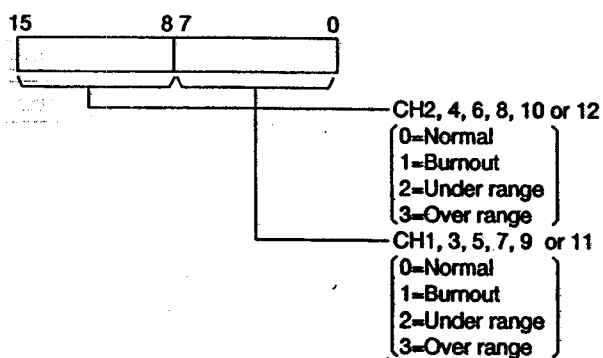 15 8 7 0
CH2, 4, 6, 8, 10 or 12
0=Normal
1=Burnout
2=Under range
3=Over range
CH1, 3, 5, 7, 9 or 11
0=Normal
1=Burnout
2=Under range
3=Over range